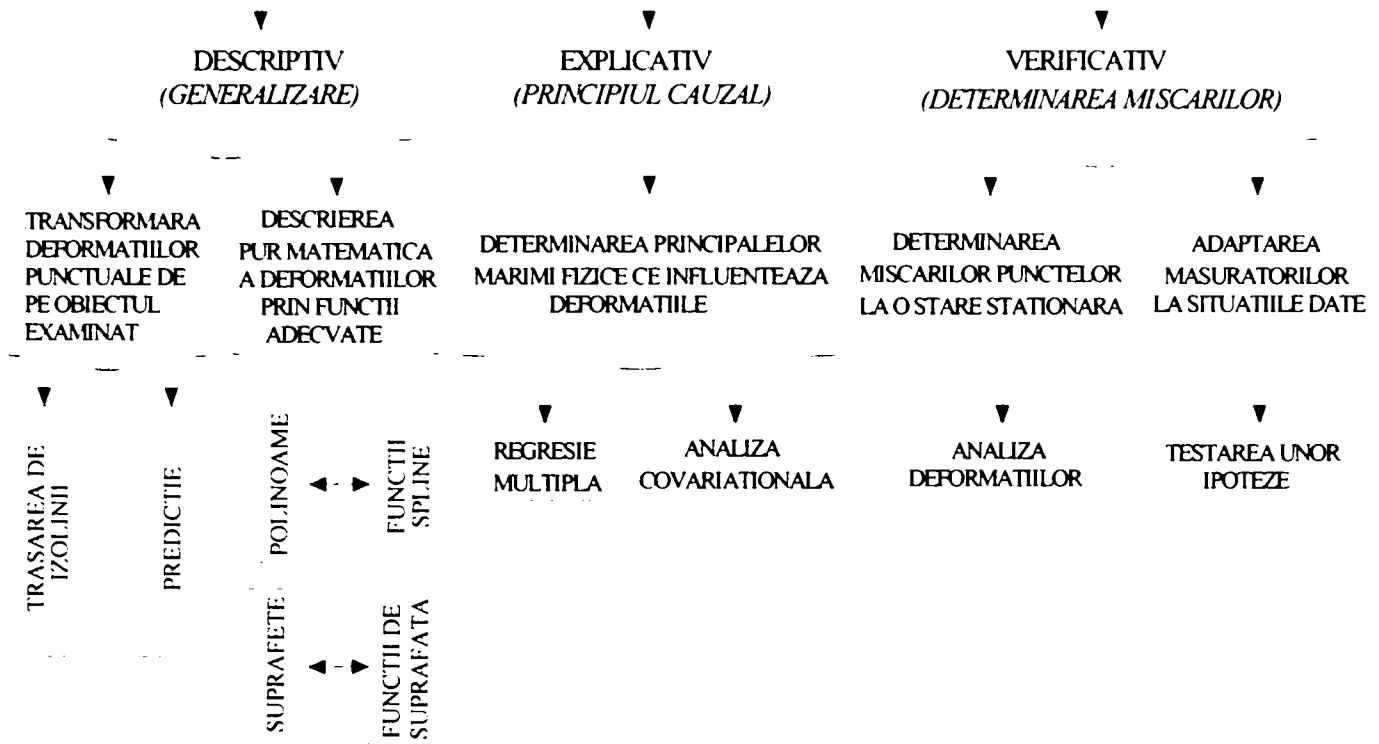 DESCRIPTIV
(GENERALIZARE)
EXPLICATIV
(PRINCIPIUL CAUZAL)
VERIFICATIV
(DETERMINAREA MISCARILOR)
TRANSFORMARA
DEFORMATIILOR
PUNCTUALE DE
PE OBIECTUL
EXAMINAT
DESCRIEREA
PUR MATEMATICA
A DEFORMATIILOR
PRIN FUNCTII
ADECVATE
DETERMINAREA PRINCIPALELOR
MARIMI FIZICE CE INFLUENTEAZA
DEFORMATIILE
DETERMINAREA
MISCARILOR PUNCTELOR
LA O STARE STATIONARA
ADAPTAREA
MASURATORILOR
LA SITUATIILE DATE
TRASAREA DE
IZOLINII
PREDICTIE
POLINOAME
FUNCTII
SPLINE
SUPRAFETE
FUNCTII DE
SUPRAFATA
REGRESIE
MULTIPLA
ANALIZA
COVARIATIONALA
ANALIZA
DEFORMATIILOR
TESTAREA UNOR
IPOTEZE